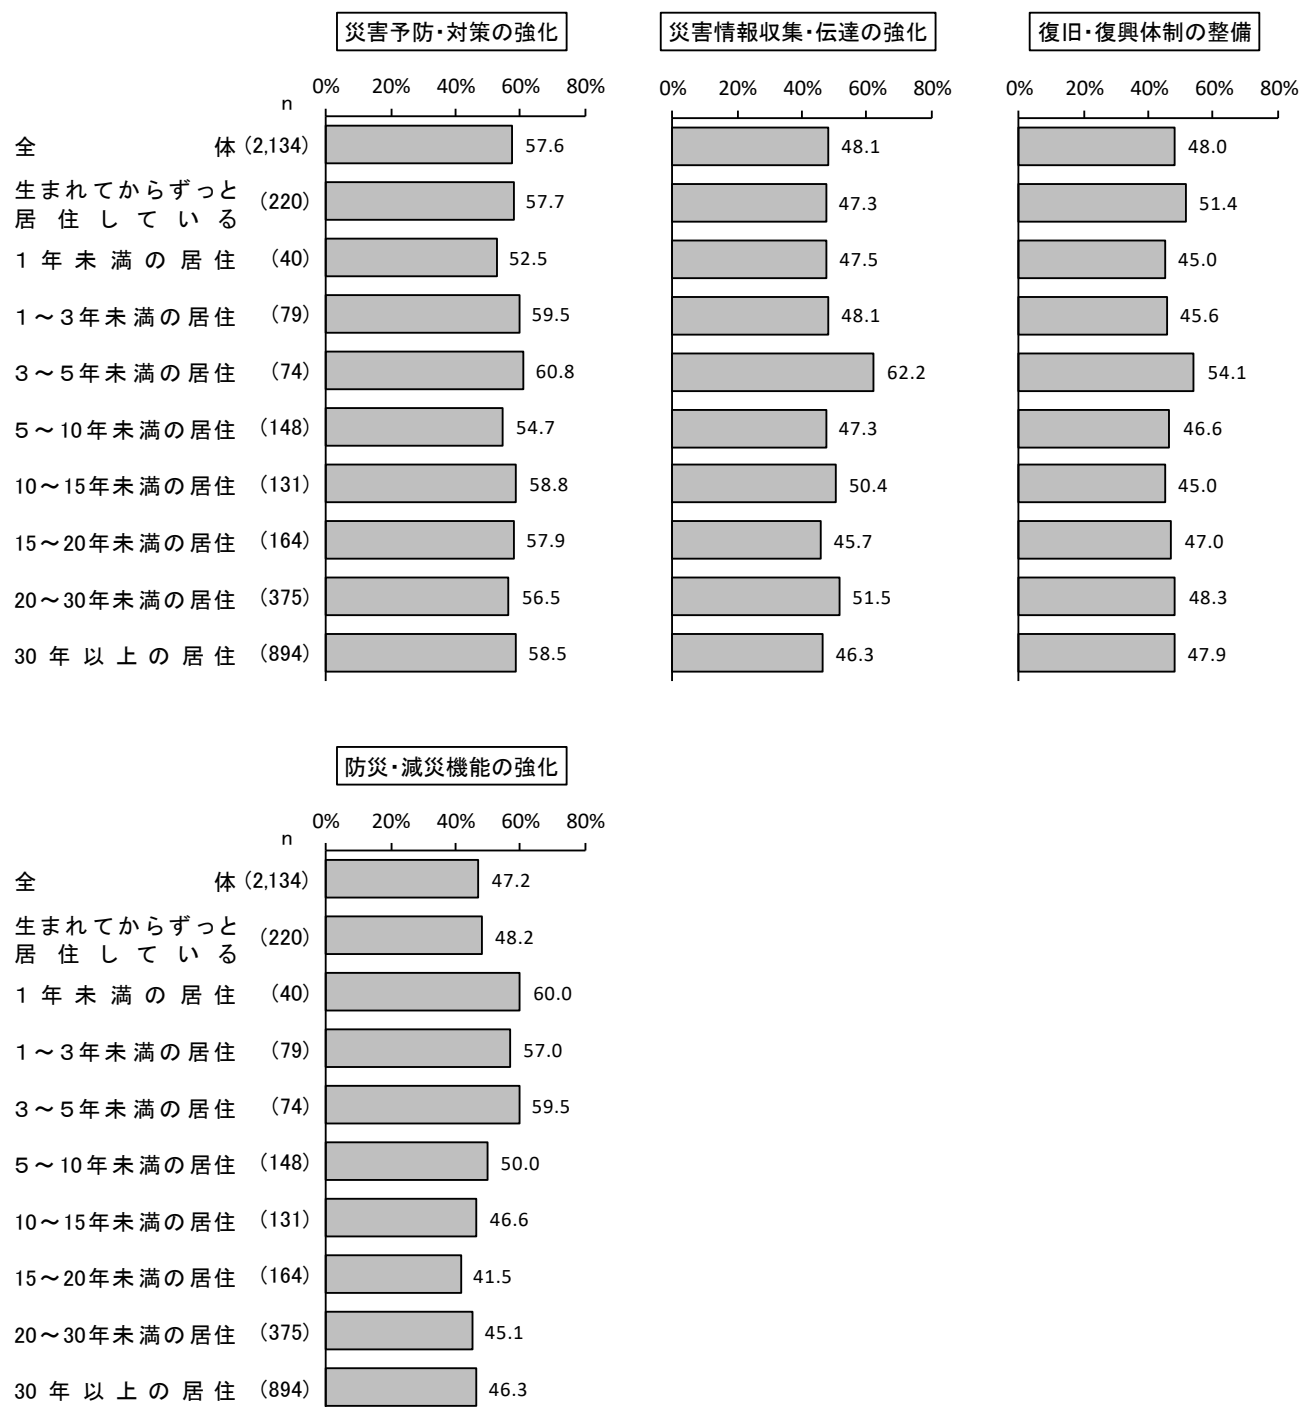 災害予防・対策の強化 災害情報収集・伝達の強化 復旧・復興体制の整備
n 0% 20% 40% 60% 80% 0% 20% 40% 60% 80% 0% 20% 40% 60% 80%
全体 (2,134) 57.6 48.1 48.0
生まれてからずっと
居住している (220) 57.7 47.3 51.4
1年未満の居住 (40) 52.5 47.5 45.0
1～3年未満の居住 (79) 59.5 48.1 45.6
3～5年未満の居住 (74) 60.8 62.2 54.1
5～10年未満の居住 (148) 54.7 47.3 46.6
10～15年未満の居住 (131) 58.8 50.4 45.0
15～20年未満の居住 (164) 57.9 45.7 47.0
20～30年未満の居住 (375) 56.5 51.5 48.3
30年以上の居住 (894) 58.5 46.3 47.9
防災・減災機能の強化
n 0% 20% 40% 60% 80%
全体 (2,134) 47.2
生まれてからずっと
居住している (220) 48.2
1年未満の居住 (40) 60.0
1～3年未満の居住 (79) 57.0
3～5年未満の居住 (74) 59.5
5～10年未満の居住 (148) 50.0
10～15年未満の居住 (131) 46.6
15～20年未満の居住 (164) 41.5
20～30年未満の居住 (375) 45.1
30年以上の居住 (894) 46.3